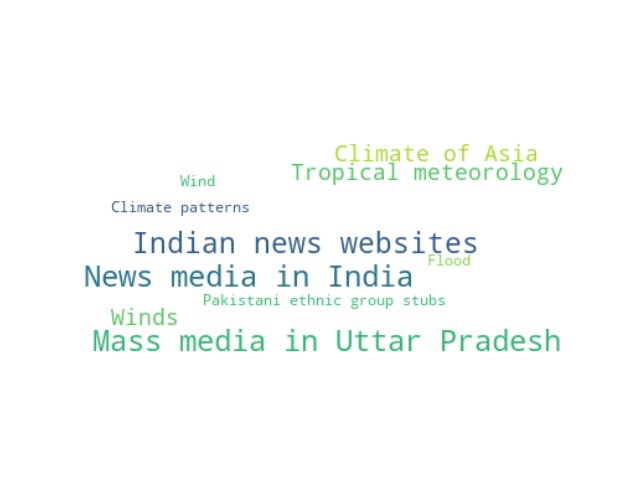 Climate of Asia
Tropical meteorology
Wind
Climate patterns
Indian news websites
Flood
News media in India
Pakistani ethnic group stubs
Winds
Mass media in Uttar Pradesh